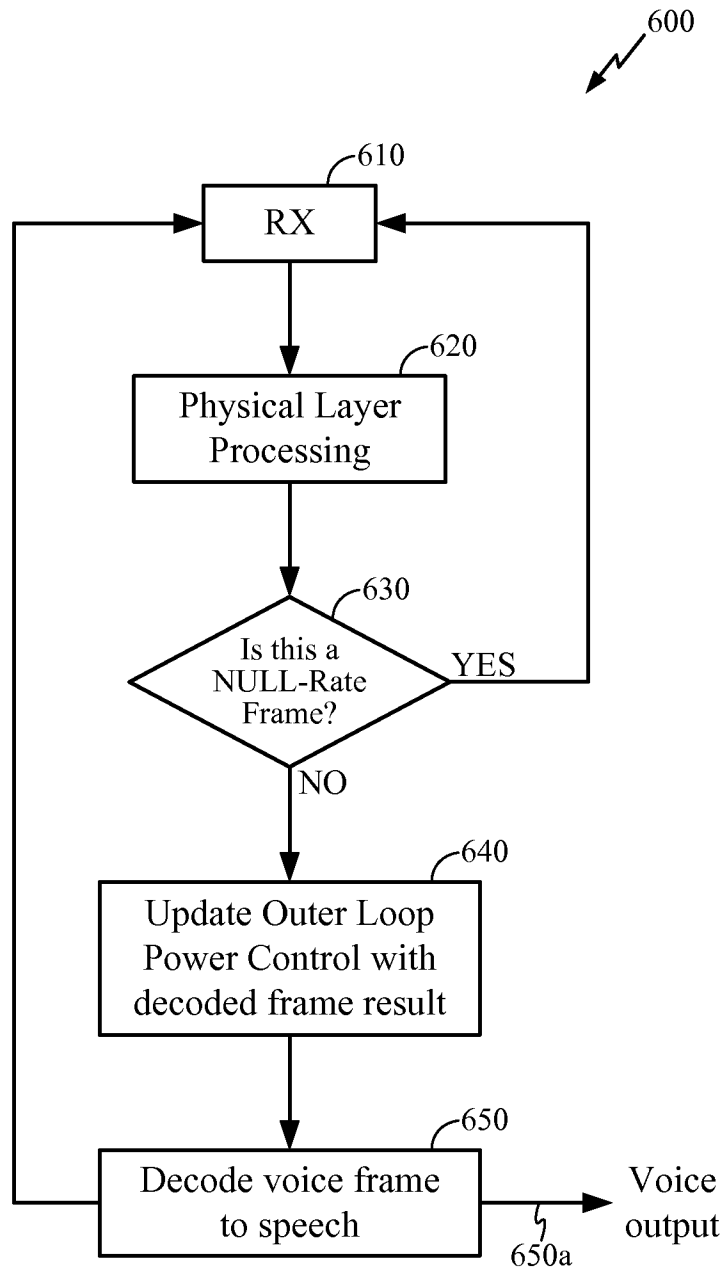 600
610
RX
620
Physical Layer
Processing
630
Is this a
NULL-Rate
Frame?
YES
NO
640
Update Outer Loop
Power Control with
decoded frame result
650
Decode voice frame
to speech
Voice
output
650a